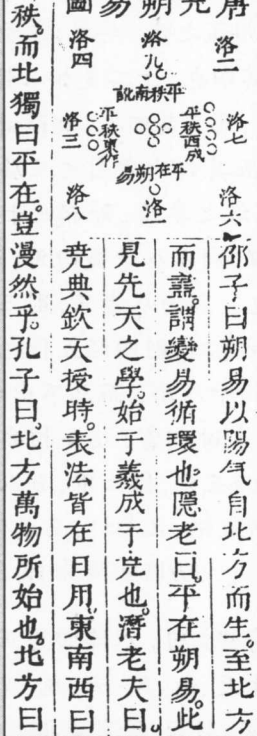 唐
堯
朔
易
圖
洛二
洛七
洛六
洛九
平秩南訛
平秩西成
平在朔易
洛一
洛四
平秩東作
洛三
洛八
邵子曰朔易以陽气自北方而生至北方
而盡謂變易循環也隱老曰平在朔易此
見先天之學始于羲成于堯也潛老夫曰
堯典欽天授時表法皆在日用東南西曰
秩而北獨曰平在豈漫然乎孔子曰北方萬物所始也北方曰